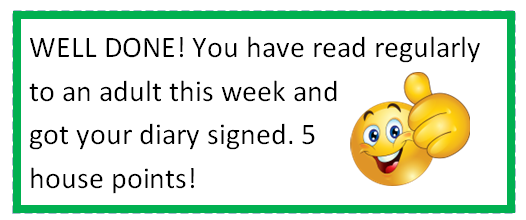 WELL DONE! You have read regularly
to an adult this week and
got your diary signed. 5
house points!